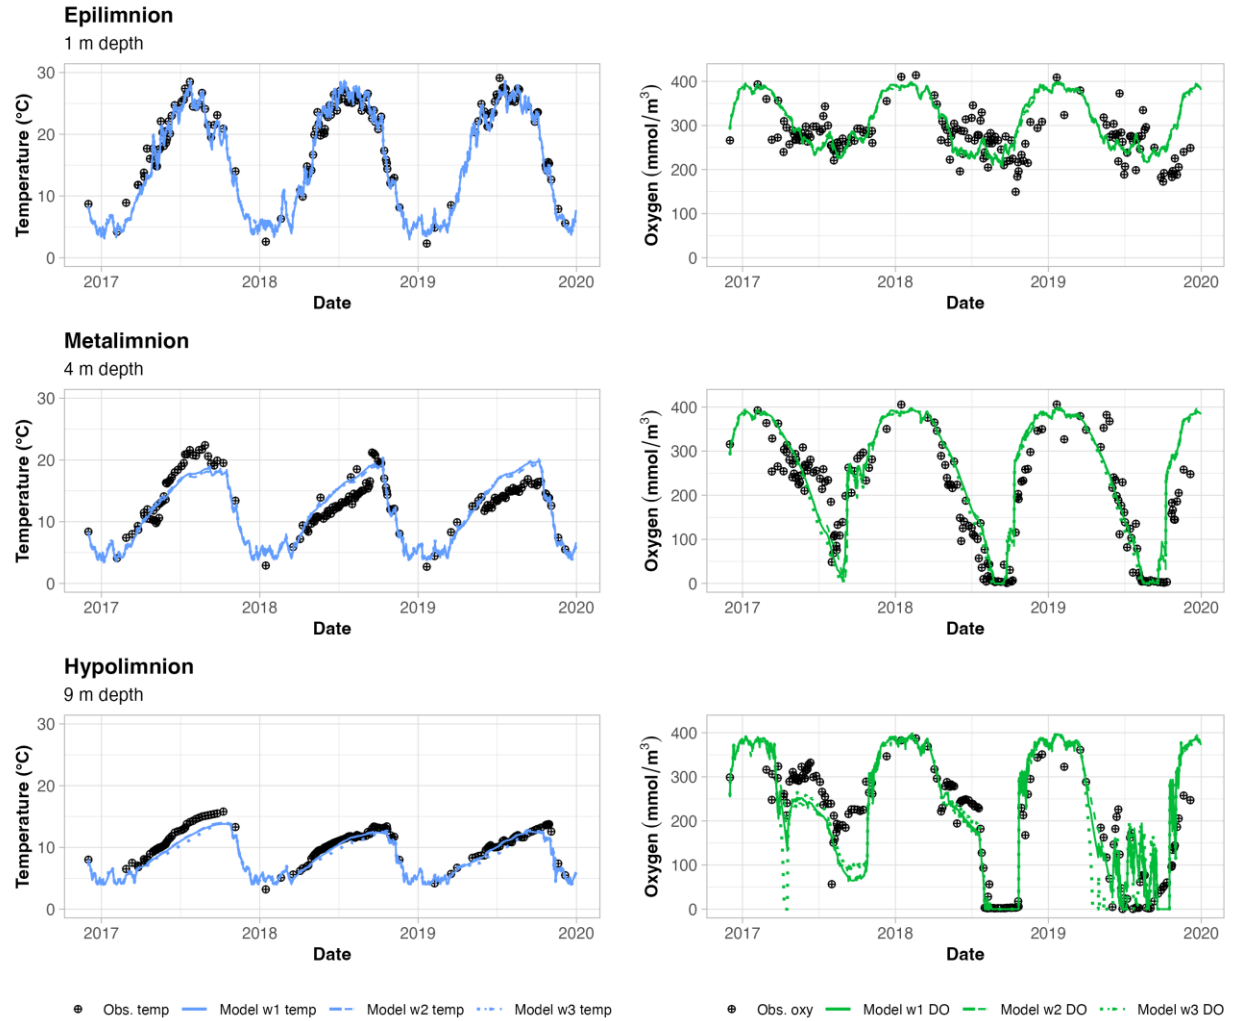 Epilimnion
1 m depth
Temperature (°C)
30
20
10
0
2017 2018 2019 2020
Date
Oxygen (mmol/m³)
400
300
200
100
0
2017 2018 2019 2020
Date
Metalimnion
4 m depth
Temperature (°C)
30
20
10
0
2017 2018 2019 2020
Date
Oxygen (mmol/m³)
400
300
200
100
0
2017 2018 2019 2020
Date
Hypolimnion
9 m depth
Temperature (°C)
30
20
10
0
2017 2018 2019 2020
Date
Oxygen (mmol/m³)
400
300
200
100
0
2017 2018 2019 2020
Date
Obs. temp Model w1 temp Model w2 temp Model w3 temp
Obs. oxy Model w1 DO Model w2 DO Model w3 DO